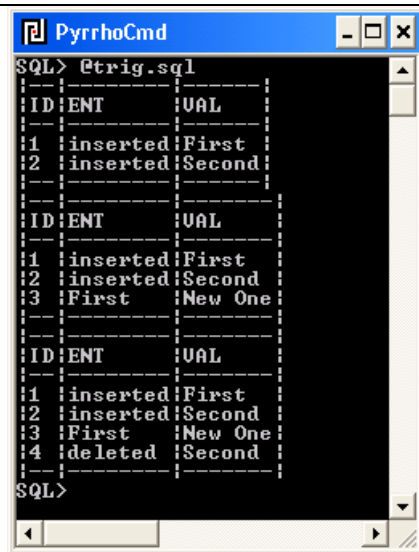 PyrrhoCmd
SQL> @trig.sql
|--|--------|------|
|ID|ENT     |VAL   |
|--|--------|------|
|1 |inserted|First |
|2 |inserted|Second|
|--|--------|------|
|--|--------|-------|
|ID|ENT     |VAL    |
|--|--------|-------|
|1 |inserted|First  |
|2 |inserted|Second |
|3 |First   |New One|
|--|--------|-------|
|--|--------|-------|
|ID|ENT     |VAL    |
|--|--------|-------|
|1 |inserted|First  |
|2 |inserted|Second |
|3 |First   |New One|
|4 |deleted |Second |
|--|--------|-------|
SQL>